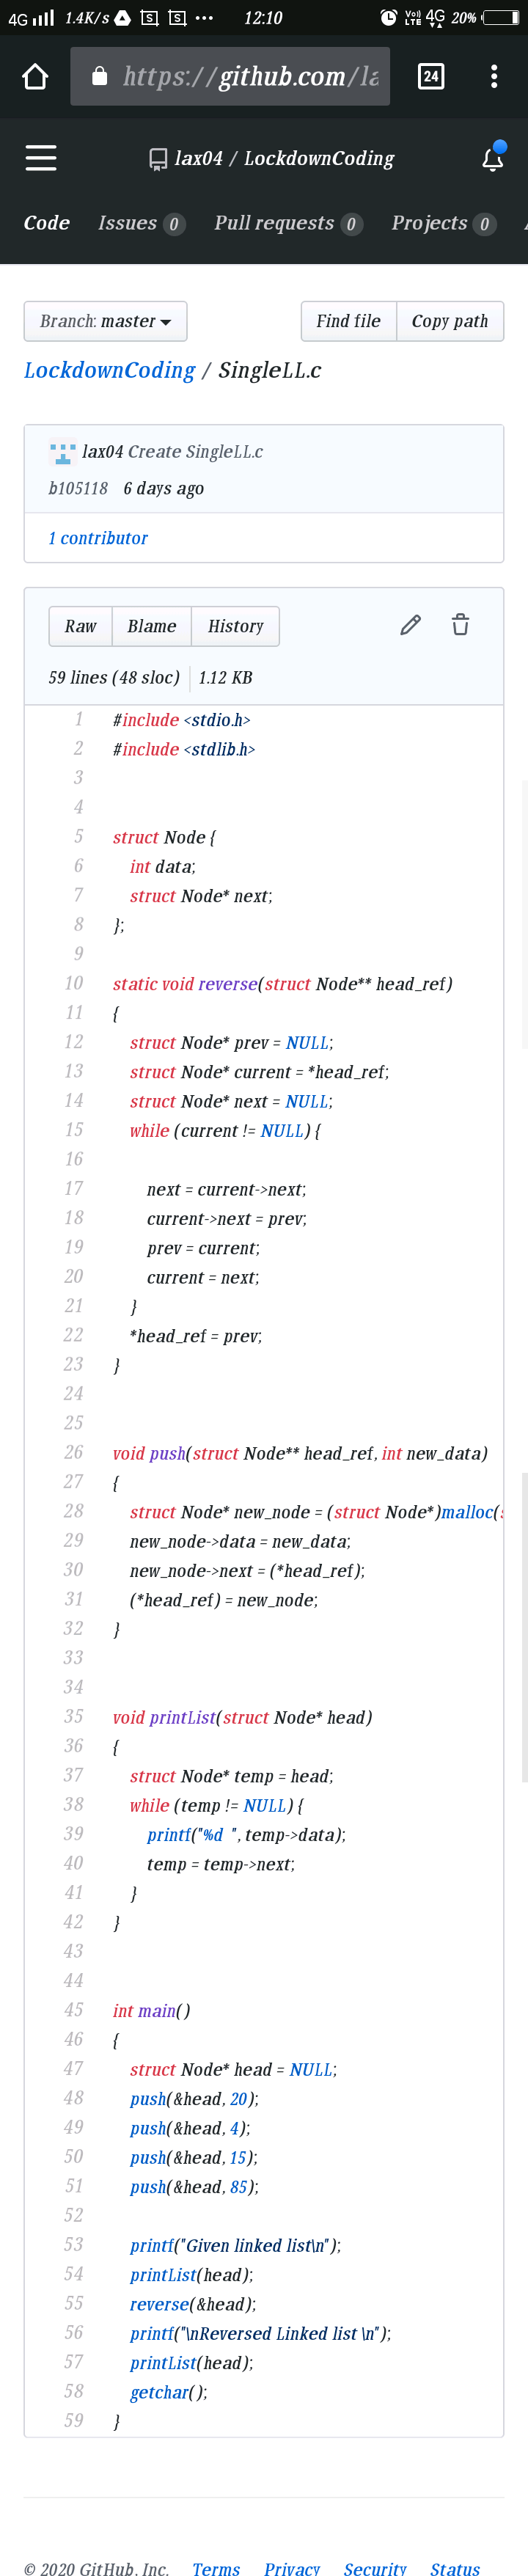 4G 1.4K/s S S ... 12:10 Vo)) LTE 4G 20%
https://github.com/la 24
lax04 / LockdownCoding
Code Issues 0 Pull requests 0 Projects 0
Branch: master Find file Copy path
LockdownCoding / SingleLL.c
lax04 Create SingleLL.c
b105118 6 days ago
1 contributor
Raw Blame History
59 lines (48 sloc) 1.12 KB
1 #include <stdio.h>
2 #include <stdlib.h>
3
4
5 struct Node {
6 int data;
7 struct Node* next;
8 };
9
10 static void reverse(struct Node** head_ref)
11 {
12 struct Node* prev = NULL;
13 struct Node* current = *head_ref;
14 struct Node* next = NULL;
15 while (current != NULL) {
16
17 next = current->next;
18 current->next = prev;
19 prev = current;
20 current = next;
21 }
22 *head_ref = prev;
23 }
24
25
26 void push(struct Node** head_ref, int new_data)
27 {
28 struct Node* new_node = (struct Node*)malloc(
29 new_node->data = new_data;
30 new_node->next = (*head_ref);
31 (*head_ref) = new_node;
32 }
33
34
35 void printList(struct Node* head)
36 {
37 struct Node* temp = head;
38 while (temp != NULL) {
39 printf("%d  ", temp->data);
40 temp = temp->next;
41 }
42 }
43
44
45 int main()
46 {
47 struct Node* head = NULL;
48 push(&head, 20);
49 push(&head, 4);
50 push(&head, 15);
51 push(&head, 85);
52
53 printf("Given linked list\n");
54 printList(head);
55 reverse(&head);
56 printf("\nReversed Linked list \n");
57 printList(head);
58 getchar();
59 }
© 2020 GitHub, Inc. Terms Privacy Security Status